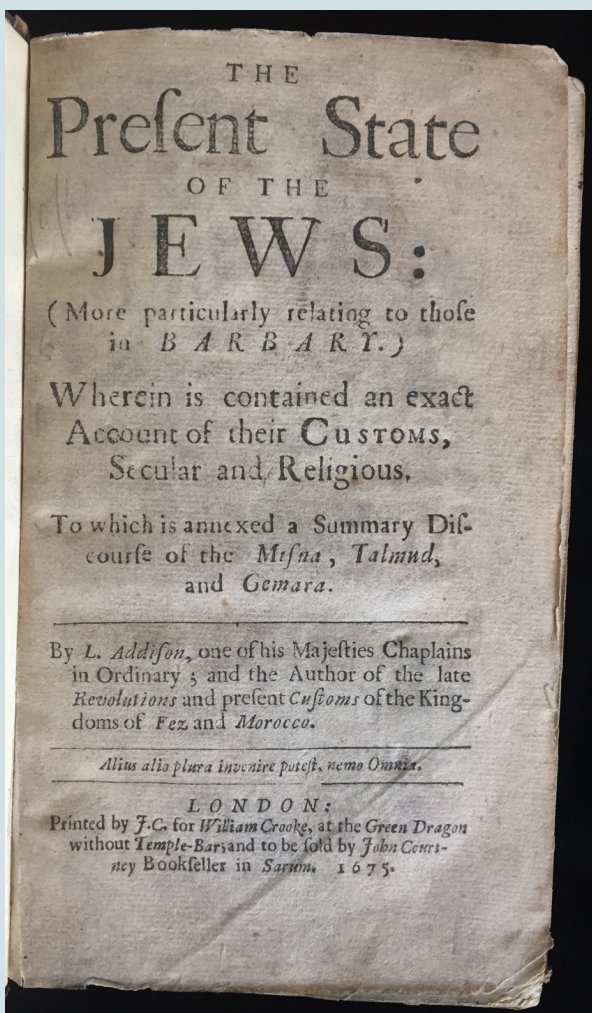 THE
Preſent State
OF THE
JEWS:
(More particularly relating to thoſe
in BARBARY.)
Wherein is contained an exact
Account of their CUSTOMS,
Secular and Religious.
To which is annexed a Summary Diſ-
courſe of the Miſna, Talmud,
and Gemara.
By L. Addiſon, one of his Majeſties Chaplains
in Ordinary; and the Author of the late
Revolutions and preſent Cuſtoms of the King-
doms of Fez and Morocco.
Alius alio plura invenire poteſt, nemo Omnia.
LONDON:
Printed by J.C. for William Crooke, at the Green Dragon
without Temple-Bar; and to be ſold by John Court-
ney Bookſeller in Sarum. 1675.